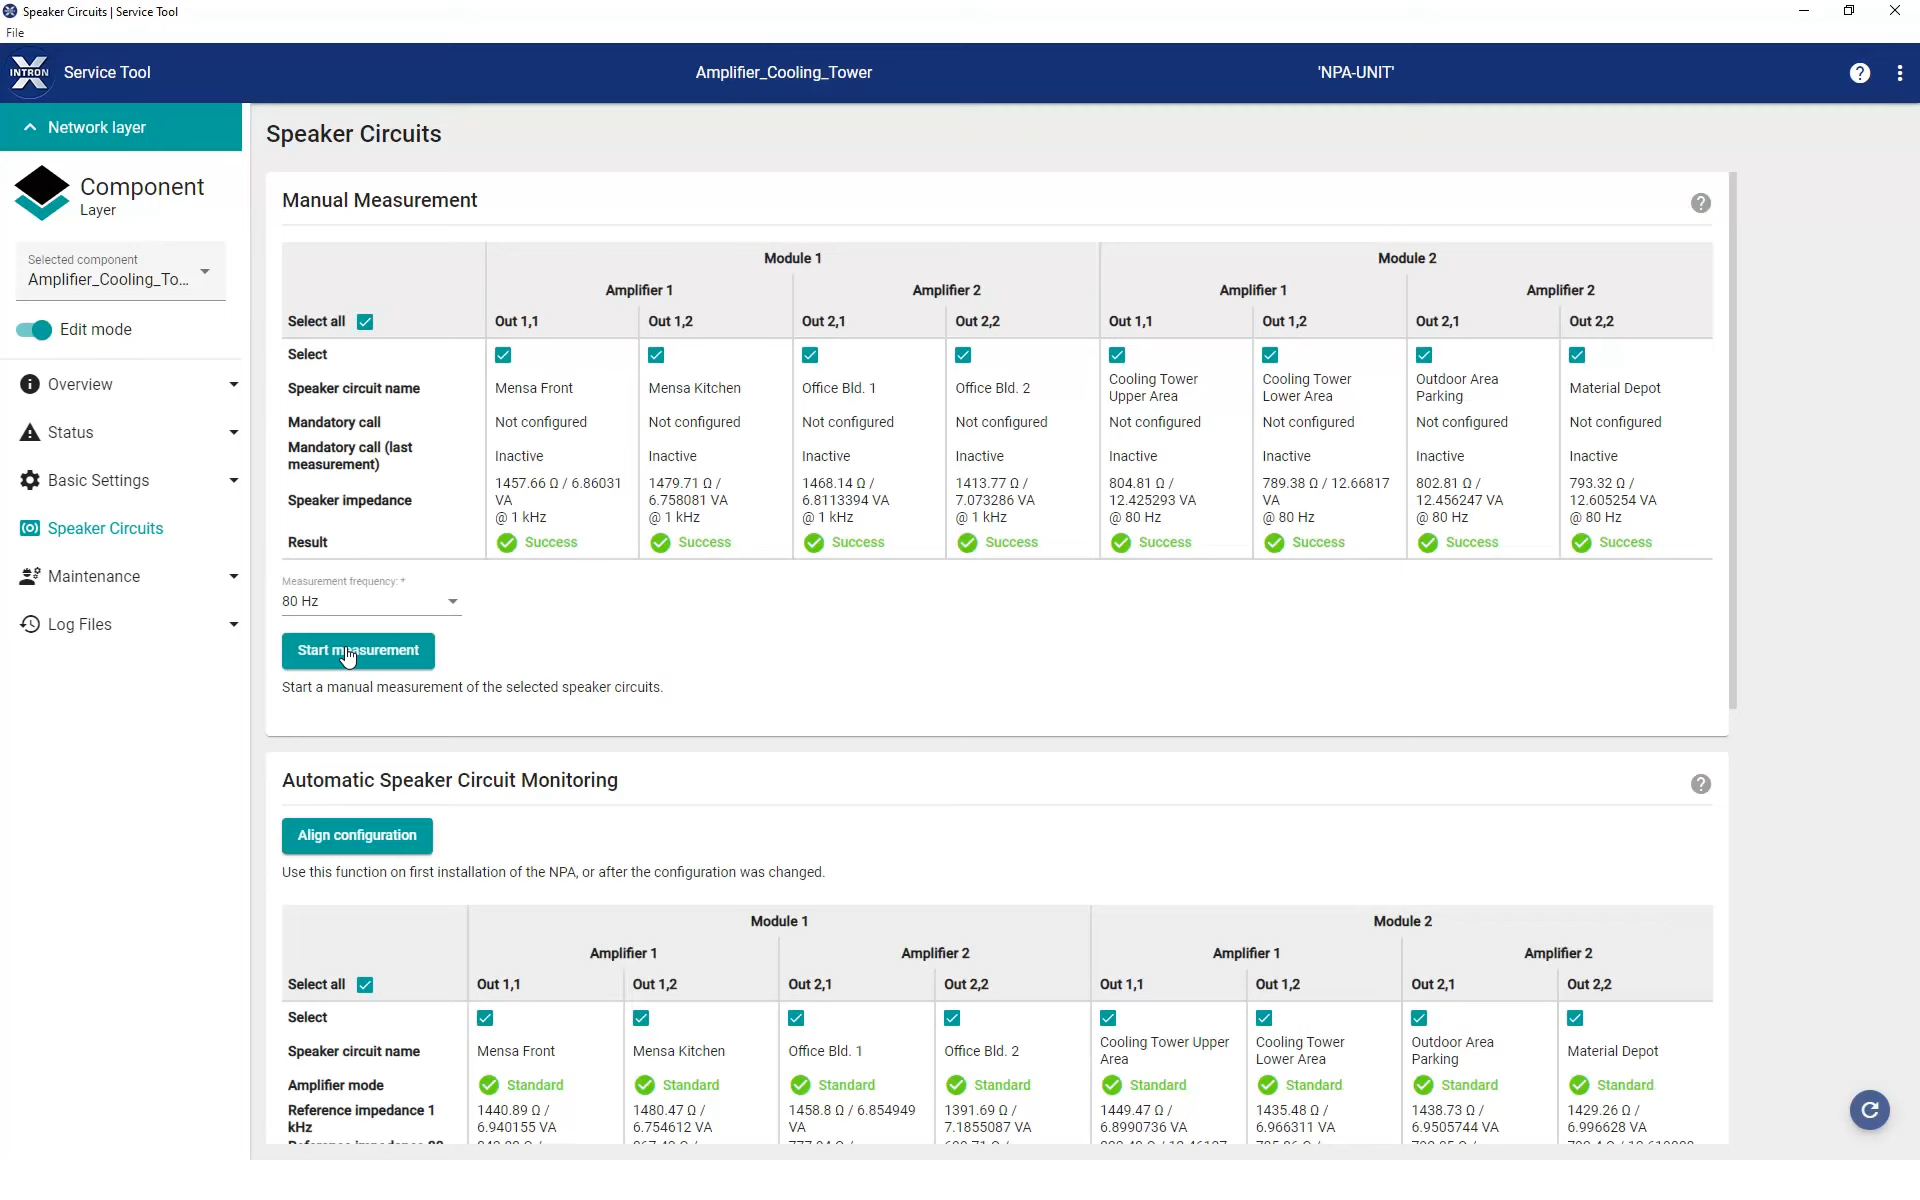 Speaker Circuits | Service Tool
File
INTRON
Service Tool
Amplifier_Cooling_Tower
'NPA-UNIT'
Network layer
Component
Layer
Selected component
Amplifier_Cooling_To...
Edit mode
Overview
Status
Basic Settings
Speaker Circuits
Maintenance
Log Files
Speaker Circuits
Manual Measurement
Module 1 Module 2
Amplifier 1 Amplifier 2 Amplifier 1 Amplifier 2
Select all Out 1,1 Out 1,2 Out 2,1 Out 2,2 Out 1,1 Out 1,2 Out 2,1 Out 2,2
Select
Speaker circuit name Mensa Front Mensa Kitchen Office Bld. 1 Office Bld. 2 Cooling Tower Upper Area Cooling Tower Lower Area Outdoor Area Parking Material Depot
Mandatory call Not configured Not configured Not configured Not configured Not configured Not configured Not configured Not configured
Mandatory call (last measurement) Inactive Inactive Inactive Inactive Inactive Inactive Inactive Inactive
Speaker impedance 1457.66 Ω / 6.86031 VA @ 1 kHz 1479.71 Ω / 6.758081 VA @ 1 kHz 1468.14 Ω / 6.8113394 VA @ 1 kHz 1413.77 Ω / 7.073286 VA @ 1 kHz 804.81 Ω / 12.425293 VA @ 80 Hz 789.38 Ω / 12.66817 VA @ 80 Hz 802.81 Ω / 12.456247 VA @ 80 Hz 793.32 Ω / 12.605254 VA @ 80 Hz
Result Success Success Success Success Success Success Success Success
Measurement frequency: *
80 Hz
Start measurement
Start a manual measurement of the selected speaker circuits.
Automatic Speaker Circuit Monitoring
Align configuration
Use this function on first installation of the NPA, or after the configuration was changed.
Module 1 Module 2
Amplifier 1 Amplifier 2 Amplifier 1 Amplifier 2
Select all Out 1,1 Out 1,2 Out 2,1 Out 2,2 Out 1,1 Out 1,2 Out 2,1 Out 2,2
Select
Speaker circuit name Mensa Front Mensa Kitchen Office Bld. 1 Office Bld. 2 Cooling Tower Upper Area Cooling Tower Lower Area Outdoor Area Parking Material Depot
Amplifier mode Standard Standard Standard Standard Standard Standard Standard Standard
Reference impedance 1 kHz 1440.89 Ω / 6.940155 VA 1480.47 Ω / 6.754612 VA 1458.8 Ω / 6.854949 VA 1391.69 Ω / 7.1855087 VA 1449.47 Ω / 6.8990736 VA 1435.48 Ω / 6.966311 VA 1438.73 Ω / 6.9505744 VA 1429.26 Ω / 6.996628 VA